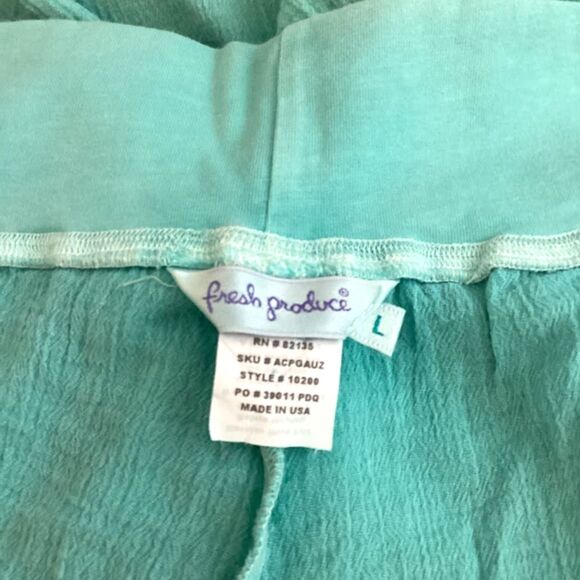 fresh produce®
L
RN # 82135
SKU # ACPGAUZ
STYLE # 10200
PO # 39011 PDQ
MADE IN USA